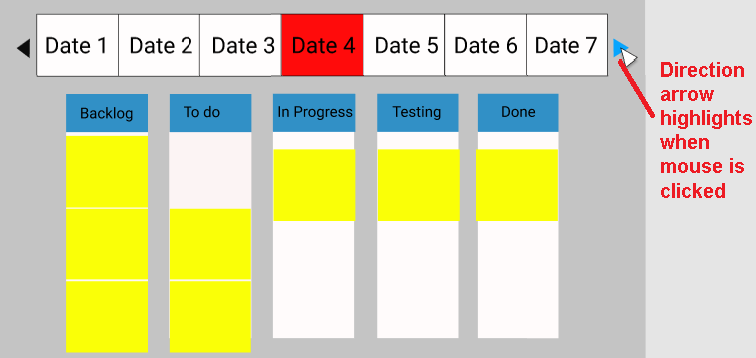 Date 1 Date 2 Date 3 Date 4 Date 5 Date 6 Date 7
Backlog To do In Progress Testing Done
Direction
arrow
highlights
when
mouse is
clicked